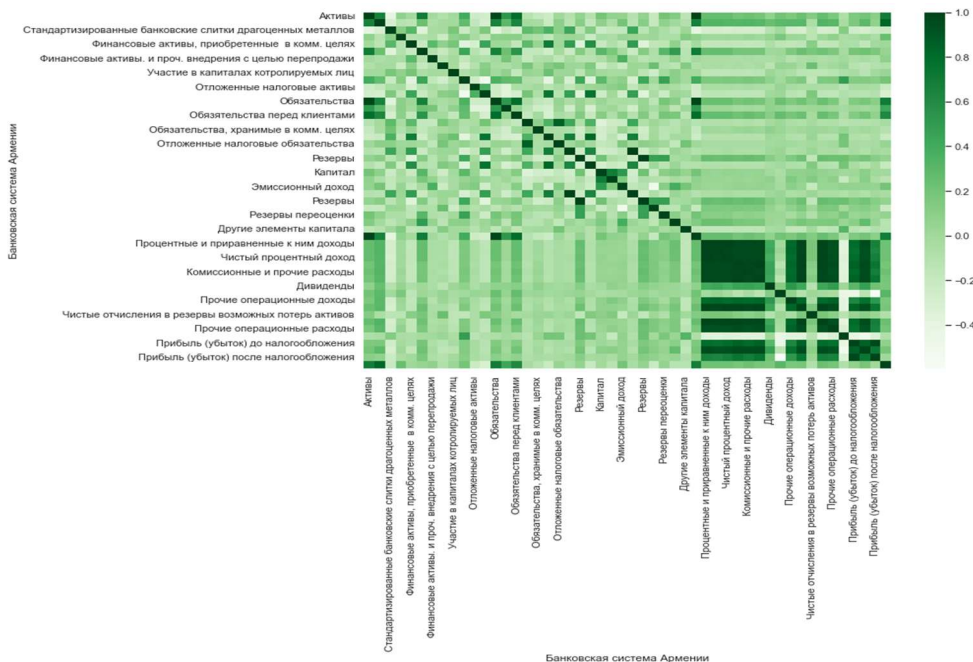 Активы
Стандартизированные банковские слитки драгоценных металлов
Финансовые активы, приобретенные в комм. целях
Финансовые активы. и проч. внедрения с целью перепродажи
Участие в капиталах котролируемых лиц
Отложенные налоговые активы
Обязательства
Обязятельства перед клиентами
Обязательства, хранимые в комм. целях
Отложенные налоговые обязательства
Резервы
Капитал
Эмиссионный доход
Резервы
Резервы переоценки
Другие элементы капитала
Процентные и приравненные к ним доходы
Чистый процентный доход
Комиссионные и прочие расходы
Дивиденды
Прочие операционные доходы
Чистые отчисления в резервы возможных потерь активов
Прочие операционные расходы
Прибыль (убыток) до налогообложения
Прибыль (убыток) после налогообложения
Банковская система Армении
Активы
Стандартизированные банковские слитки драгоценных металлов
Финансовые активы, приобретенные в комм. целях
Финансовые активы. и проч. внедрения с целью перепродажи
Участие в капиталах котролируемых лиц
Отложенные налоговые активы
Обязательства
Обязятельства перед клиентами
Обязательства, хранимые в комм. целях
Отложенные налоговые обязательства
Резервы
Капитал
Эмиссионный доход
Резервы
Резервы переоценки
Другие элементы капитала
Процентные и приравненные к ним доходы
Чистый процентный доход
Комиссионные и прочие расходы
Дивиденды
Прочие операционные доходы
Чистые отчисления в резервы возможных потерь активов
Прочие операционные расходы
Прибыль (убыток) до налогообложения
Прибыль (убыток) после налогообложения
Банковская система Армении
1.0
0.8
0.6
0.4
0.2
0.0
-0.2
-0.4